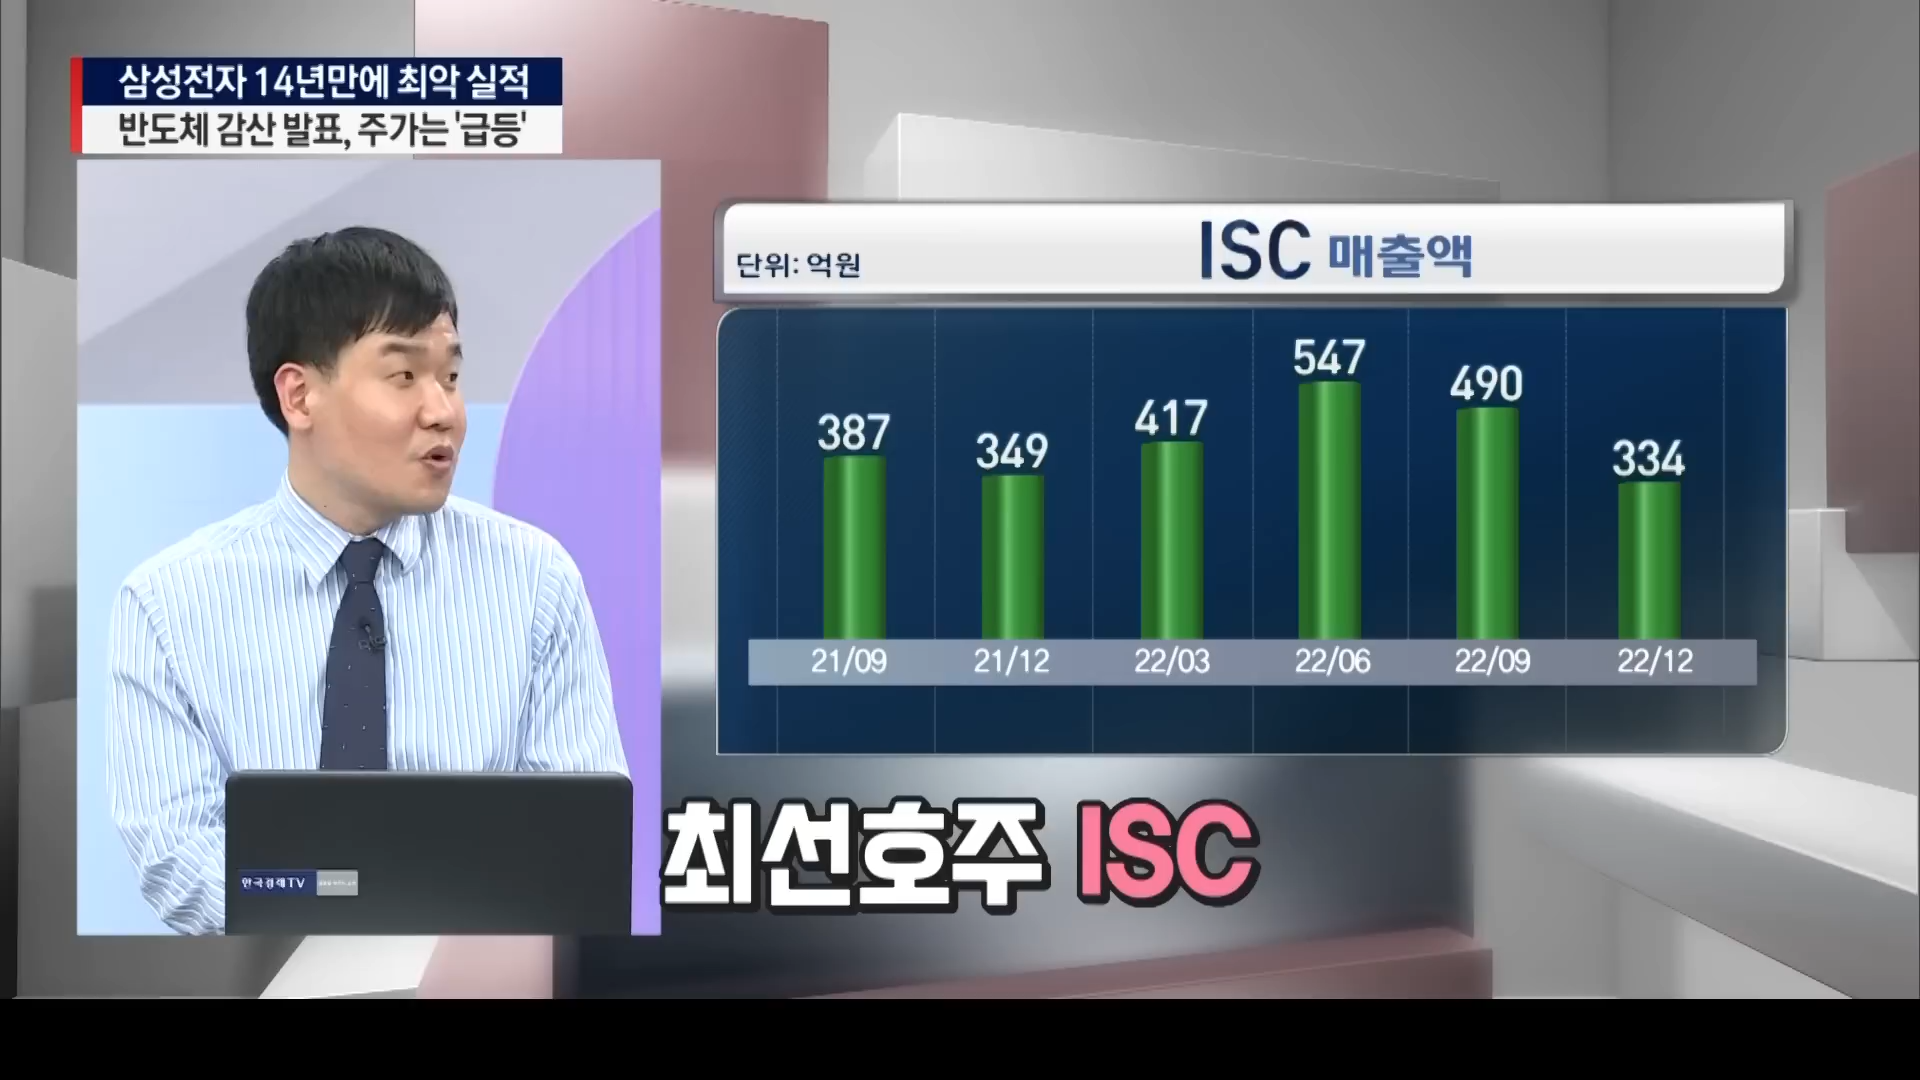 삼성전자 14년만에 최악 실적
반도체 감산 발표, 주가는 '급등'
단위: 억원
ISC 매출액
387
349
417
547
490
334
21/09
21/12
22/03
22/06
22/09
22/12
한국경제TV
최선호주 ISC